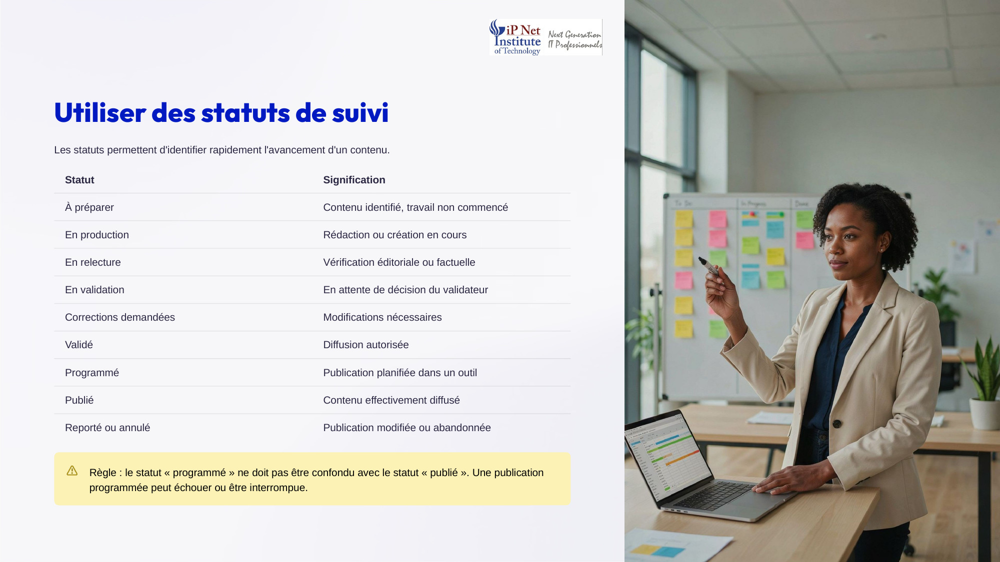 iP Net
Institute
of Technology
Next Generation
IT Professionnels
Utiliser des statuts de suivi
Les statuts permettent d'identifier rapidement l'avancement d'un contenu.
Statut Signification
À préparer Contenu identifié, travail non commencé
En production Rédaction ou création en cours
En relecture Vérification éditoriale ou factuelle
En validation En attente de décision du validateur
Corrections demandées Modifications nécessaires
Validé Diffusion autorisée
Programmé Publication planifiée dans un outil
Publié Contenu effectivement diffusé
Reporté ou annulé Publication modifiée ou abandonnée
Règle : le statut « programmé » ne doit pas être confondu avec le statut « publié ». Une publication
programmée peut échouer ou être interrompue.
To Do In Progress Done